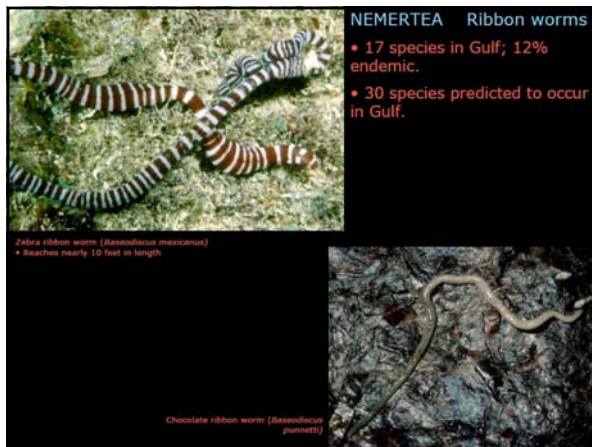 NEMERTEA Ribbon worms
• 17 species in Gulf; 12%
endemic.
• 30 species predicted to occur
in Gulf.
Zebra ribbon worm (Baseodiscus mexicanus)
• Reaches nearly 10 feet in length
Chocolate ribbon worm (Baseodiscus
punnetti)